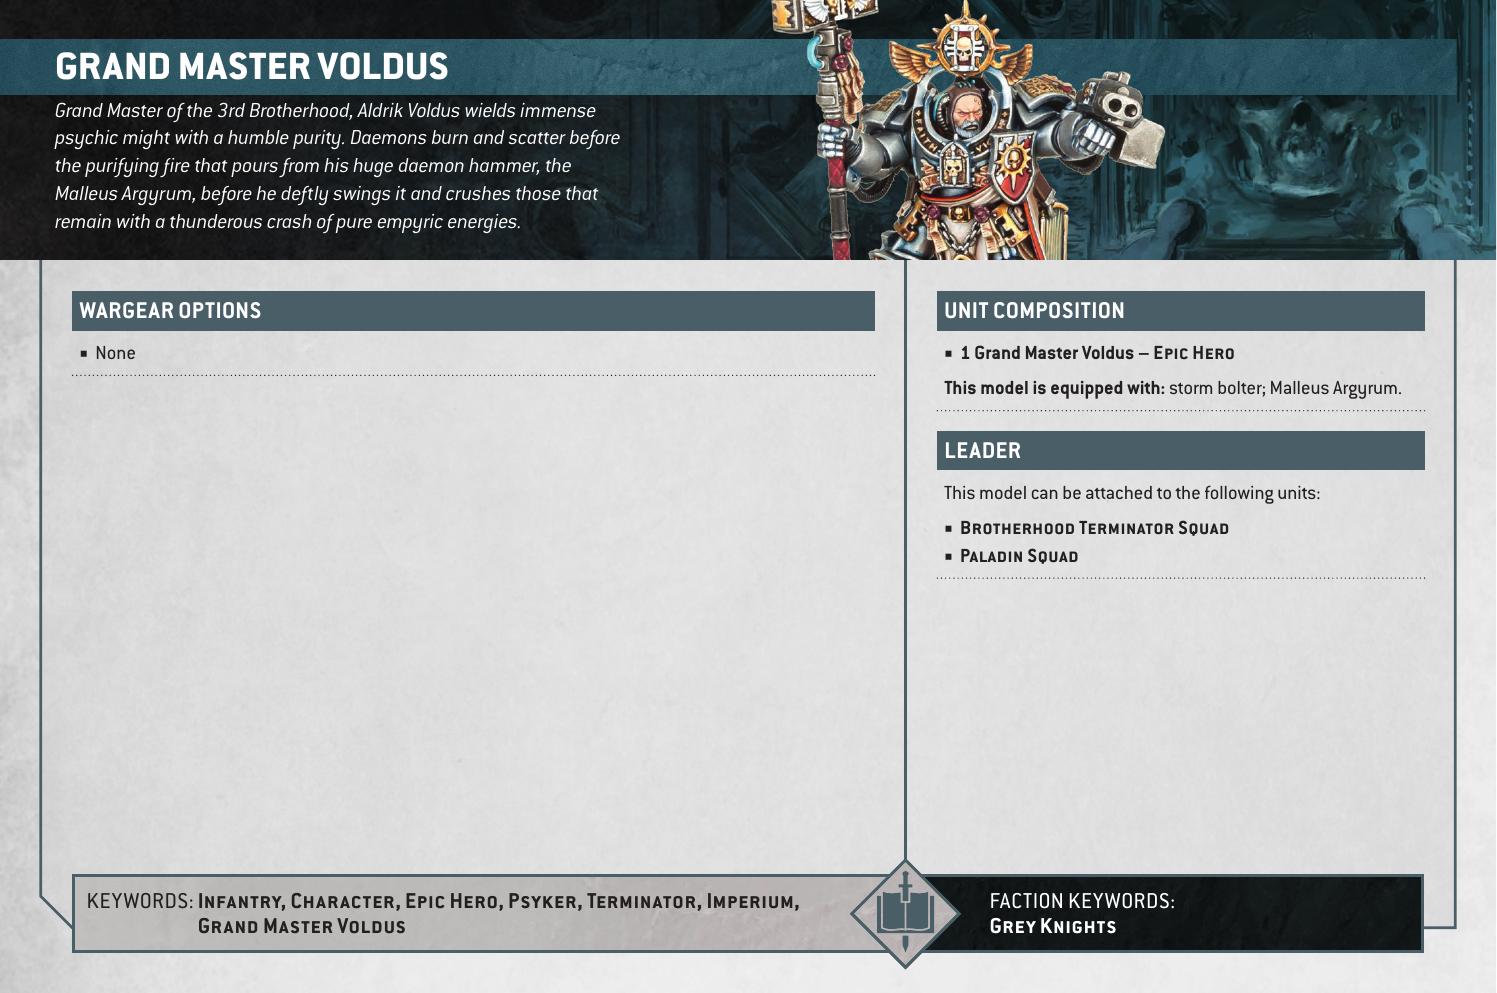 GRAND MASTER VOLDUS
Grand Master of the 3rd Brotherhood, Aldrik Voldus wields immense
psychic might with a humble purity. Daemons burn and scatter before
the purifying fire that pours from his huge daemon hammer, the
Malleus Argyrum, before he deftly swings it and crushes those that
remain with a thunderous crash of pure empyric energies.
WARGEAR OPTIONS
▪ None
UNIT COMPOSITION
▪ 1 Grand Master Voldus – EPIC HERO
This model is equipped with: storm bolter; Malleus Argyrum.
LEADER
This model can be attached to the following units:
▪ BROTHERHOOD TERMINATOR SQUAD
▪ PALADIN SQUAD
KEYWORDS: INFANTRY, CHARACTER, EPIC HERO, PSYKER, TERMINATOR, IMPERIUM,
GRAND MASTER VOLDUS
FACTION KEYWORDS:
GREY KNIGHTS